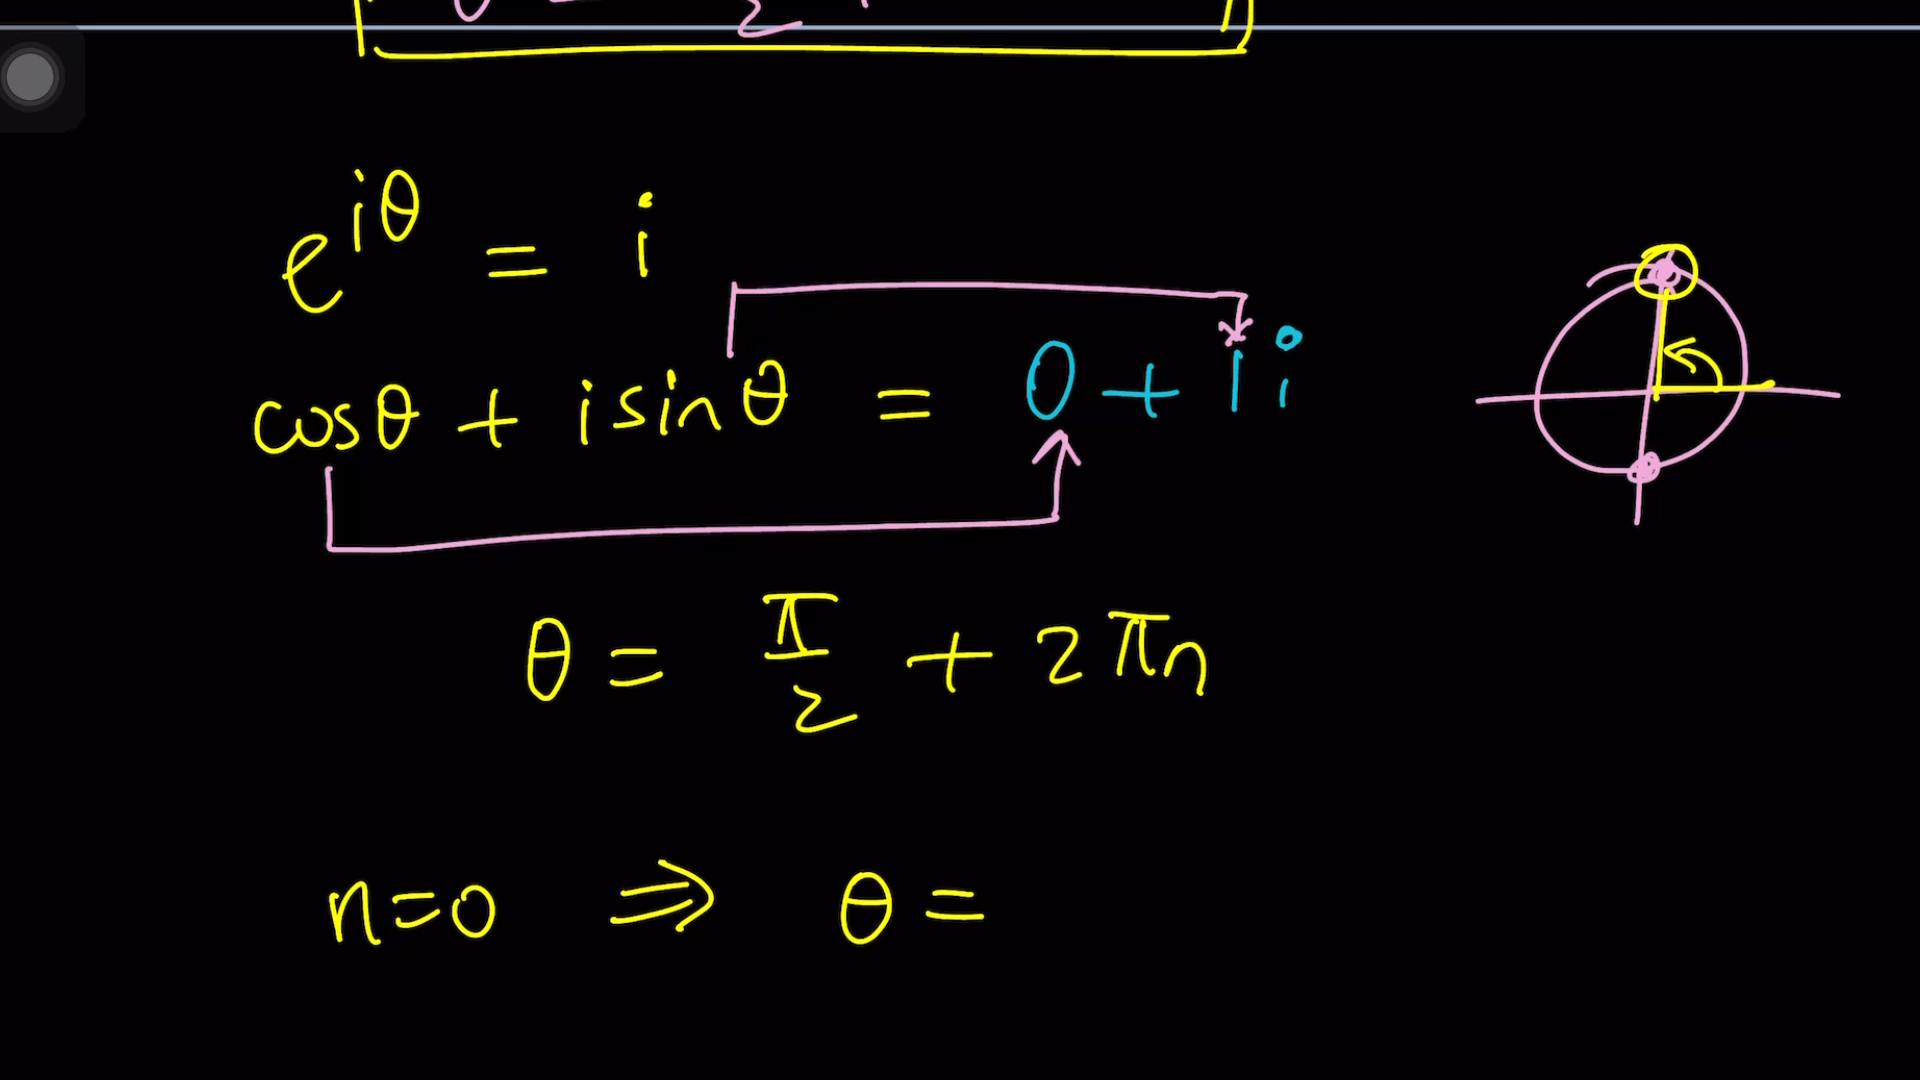 e^{iθ} = i
cosθ + i sinθ = 0 + 1i
θ = π/2 + 2πn
n=0 ⇒ θ =